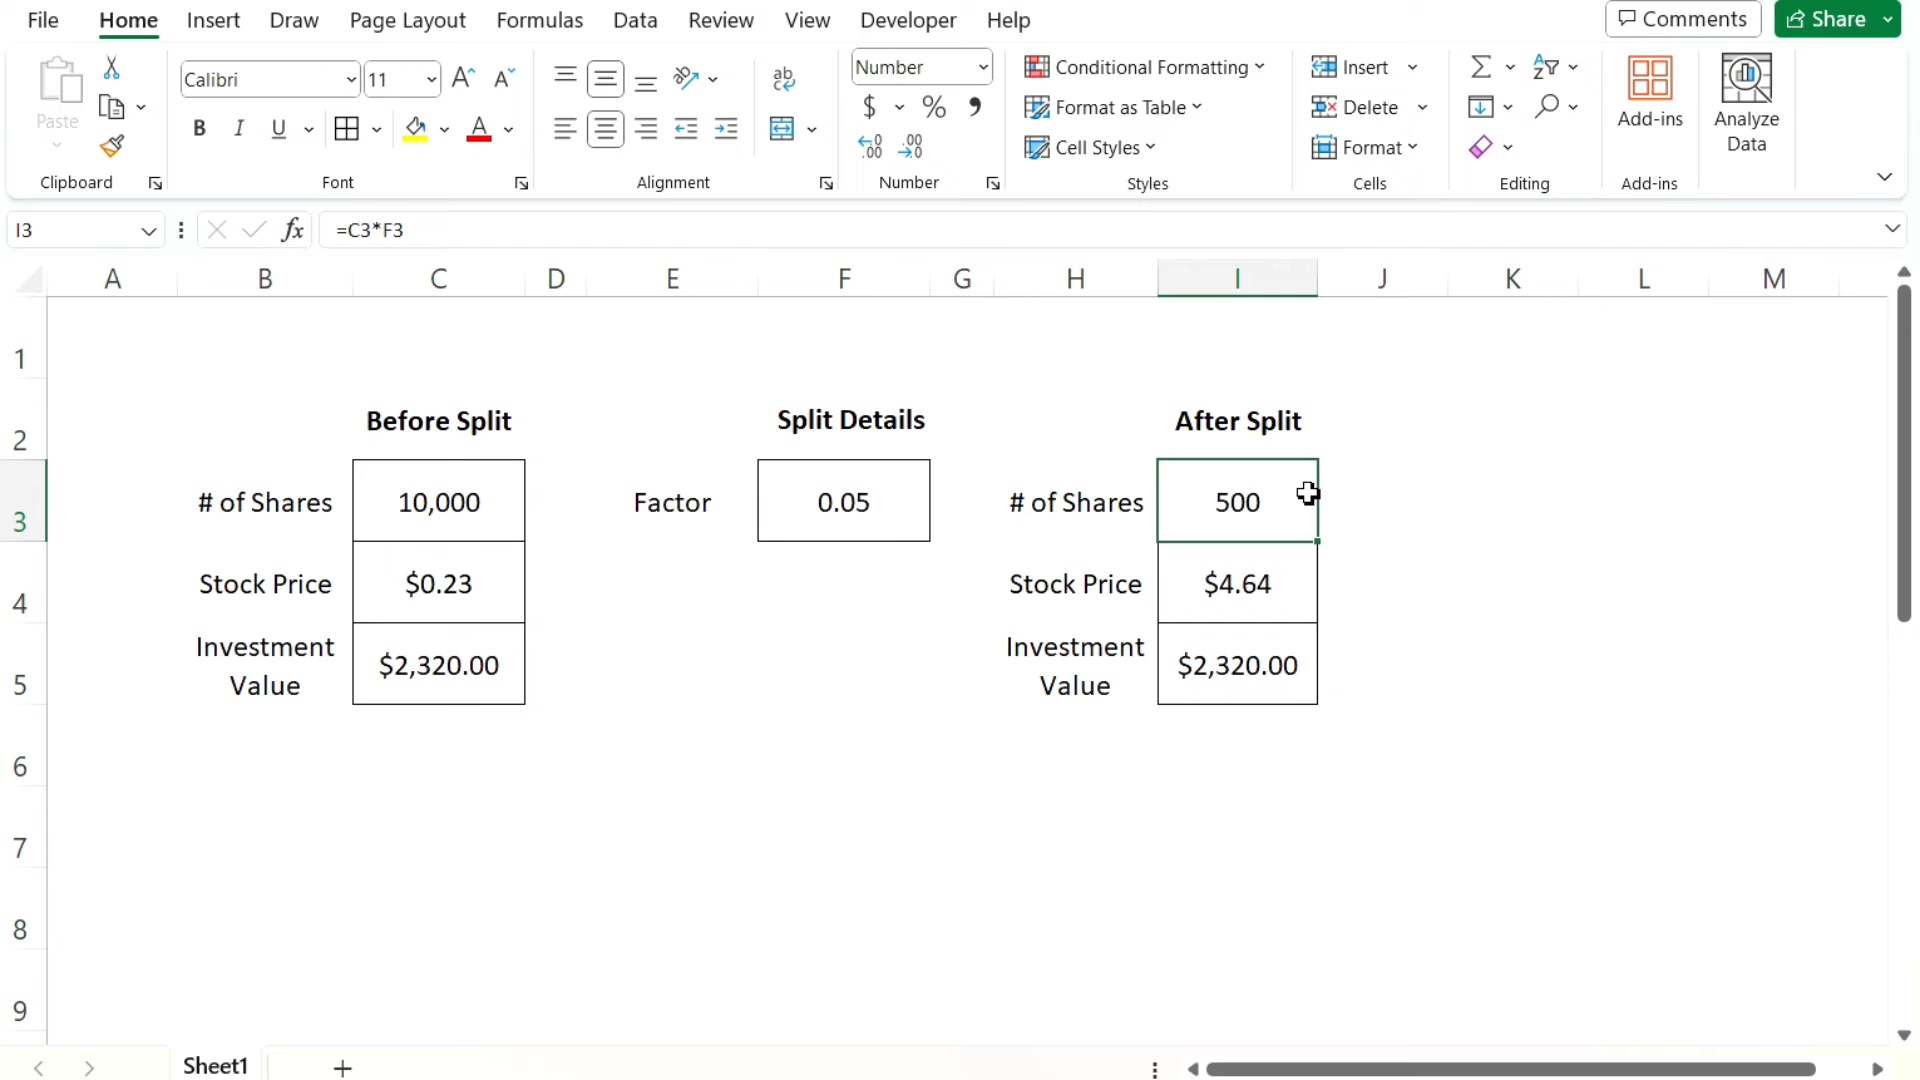 File Home Insert Draw Page Layout Formulas Data Review View Developer Help Comments Share
Calibri 11 Number Conditional Formatting Insert
Paste Format as Table Delete Add-ins Analyze Data
B I U A $ % Cell Styles Format
Clipboard Font Alignment Number Styles Cells Editing Add-ins
I3 fx =C3*F3
A B C D E F G H I J K L M
1
2 Before Split Split Details After Split
3 # of Shares 10,000 Factor 0.05 # of Shares 500
4 Stock Price $0.23 Stock Price $4.64
5 Investment Value $2,320.00 Investment Value $2,320.00
6
7
8
9
Sheet1